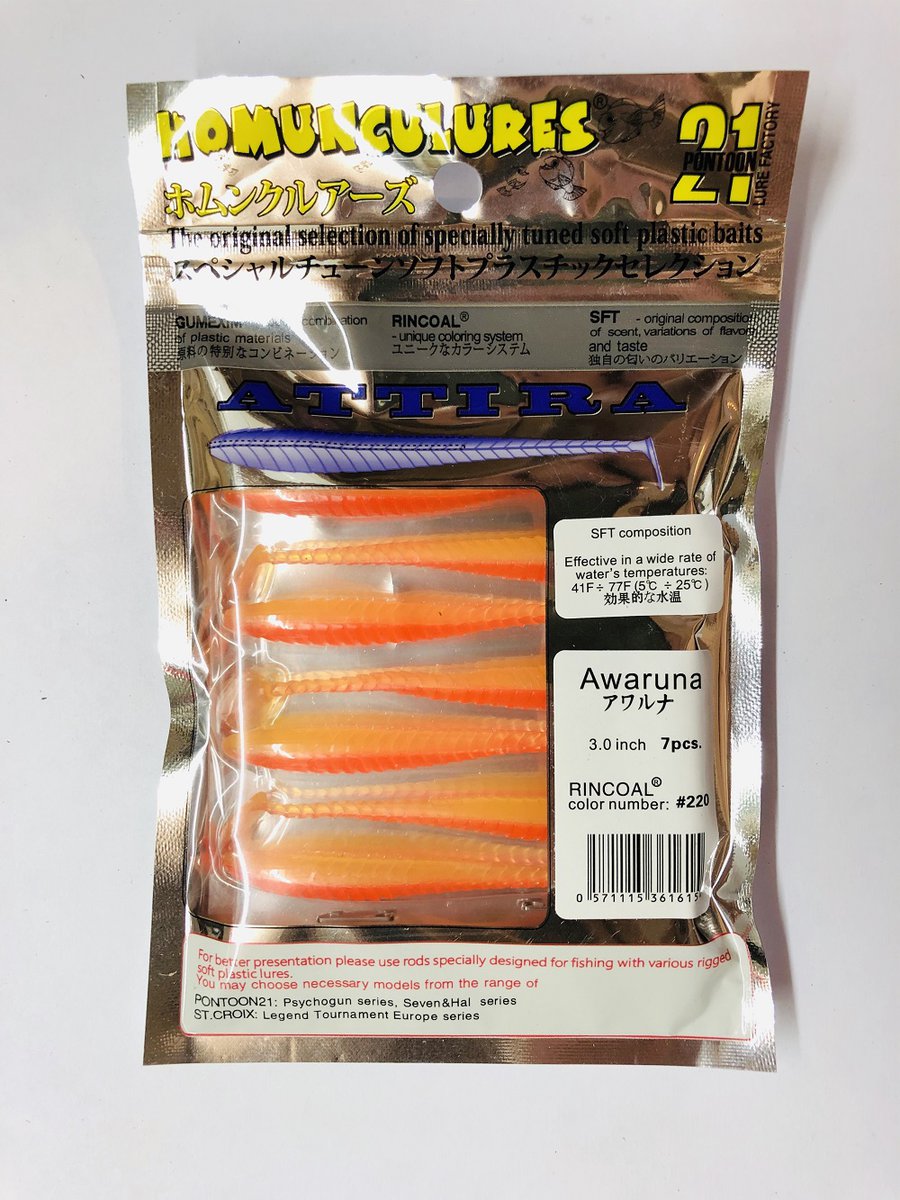 HOMUNCULURES®
21
PONTOON
LURE FACTORY
ホムンクルアーズ
The original selection of specially tuned soft plastic baits
スペシャルチューンソフトプラスチックセレクション
GUMEXIM combination
of plastic materials
原料の特別なコンビネーション
RINCOAL®
- unique coloring system
ユニークなカラーシステム
SFT - original composition
of scent, variations of flavor
and taste
独自の匂いのバリエーション
ATTIRA
SFT composition
Effective in a wide rate of
water's temperatures:
41F÷ 77F (5℃ ÷ 25℃)
効果的な水温
Awaruna
アワルナ
3.0 inch 7pcs.
RINCOAL®
color number: #220
0 571115 361615
For better presentation please use rods specially designed for fishing with various rigged
soft plastic lures.
You may choose necessary models from the range of
PONTOON21: Psychogun series, Seven&Hal series
ST.CROIX: Legend Tournament Europe series